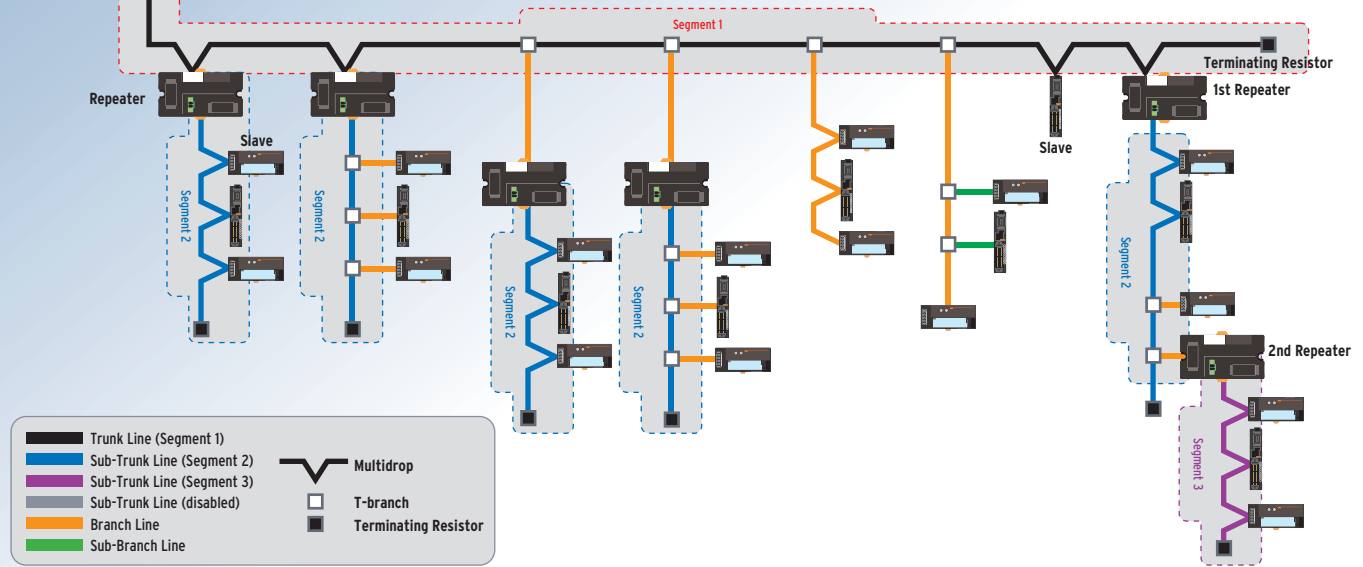 Segment 1
Terminating Resistor
Repeater
1st Repeater
Slave
Slave
Segment 2
Segment 2
Segment 2
Segment 2
Segment 2
2nd Repeater
Segment 3
Trunk Line (Segment 1)
Sub-Trunk Line (Segment 2)
Sub-Trunk Line (Segment 3)
Sub-Trunk Line (disabled)
Branch Line
Sub-Branch Line
Multidrop
T-branch
Terminating Resistor